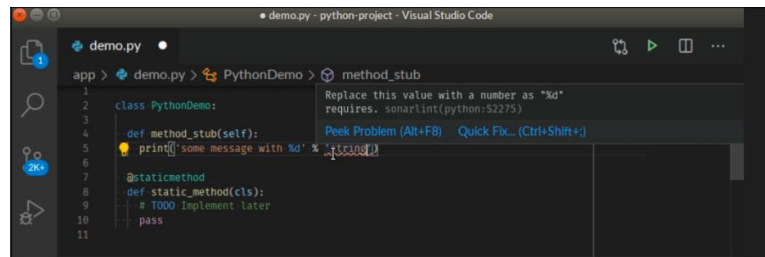 ● demo.py - python-project - Visual Studio Code
demo.py ●
app > demo.py > PythonDemo > method_stub
Replace this value with a number as "%d"
requires. sonarlint(python:S2275)
Peek Problem (Alt+F8) Quick Fix... (Ctrl+Shift+;)
1
2 class PythonDemo:
3
4 def method_stub(self):
5 print('some message with %d' % 'string')
6
7 @staticmethod
8 def static_method(cls):
9 # TODO Implement later
10 pass
11
1
2K+